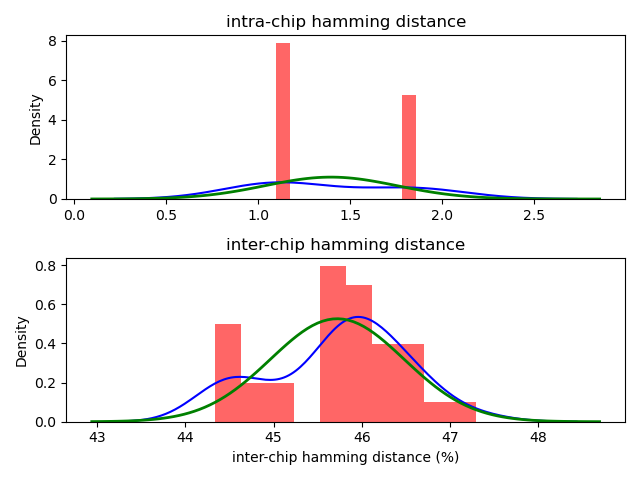 intra-chip hamming distance
8
6
4
2
0
Density
0.0 0.5 1.0 1.5 2.0 2.5
inter-chip hamming distance
0.8
0.6
0.4
0.2
0.0
Density
43 44 45 46 47 48
inter-chip hamming distance (%)